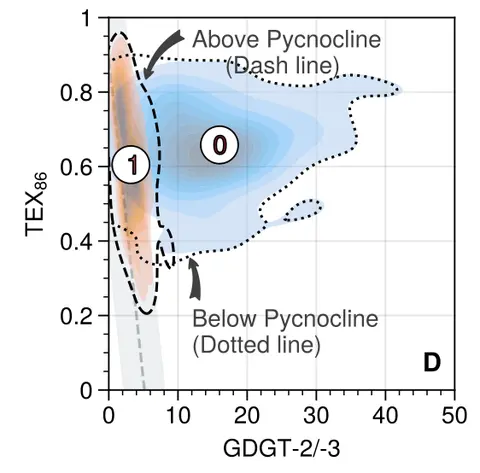 1
Above Pycnocline
(Dash line)
0.8
0
1
0.6
TEX86
0.4
Below Pycnocline
(Dotted line)
0.2
D
0
0
10
20
30
40
50
GDGT-2/-3